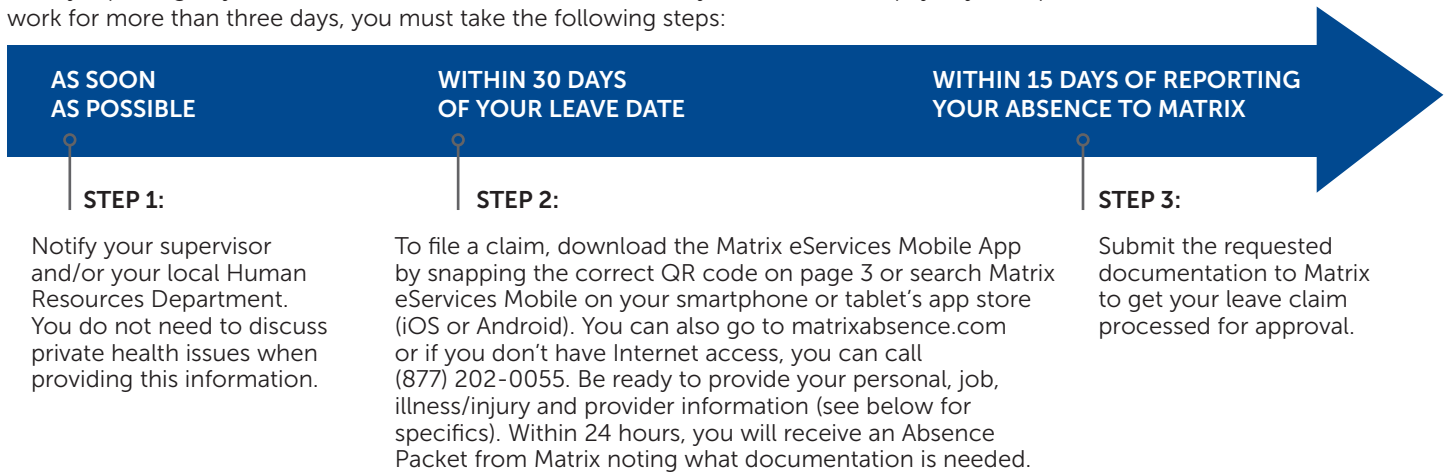 work for more than three days, you must take the following steps:
AS SOON
AS POSSIBLE
WITHIN 30 DAYS
OF YOUR LEAVE DATE
WITHIN 15 DAYS OF REPORTING
YOUR ABSENCE TO MATRIX
STEP 1:
Notify your supervisor
and/or your local Human
Resources Department.
You do not need to discuss
private health issues when
providing this information.
STEP 2:
To file a claim, download the Matrix eServices Mobile App
by snapping the correct QR code on page 3 or search Matrix
eServices Mobile on your smartphone or tablet’s app store
(iOS or Android). You can also go to matrixabsence.com
or if you don’t have Internet access, you can call
(877) 202-0055. Be ready to provide your personal, job,
illness/injury and provider information (see below for
specifics). Within 24 hours, you will receive an Absence
Packet from Matrix noting what documentation is needed.
STEP 3:
Submit the requested
documentation to Matrix
to get your leave claim
processed for approval.